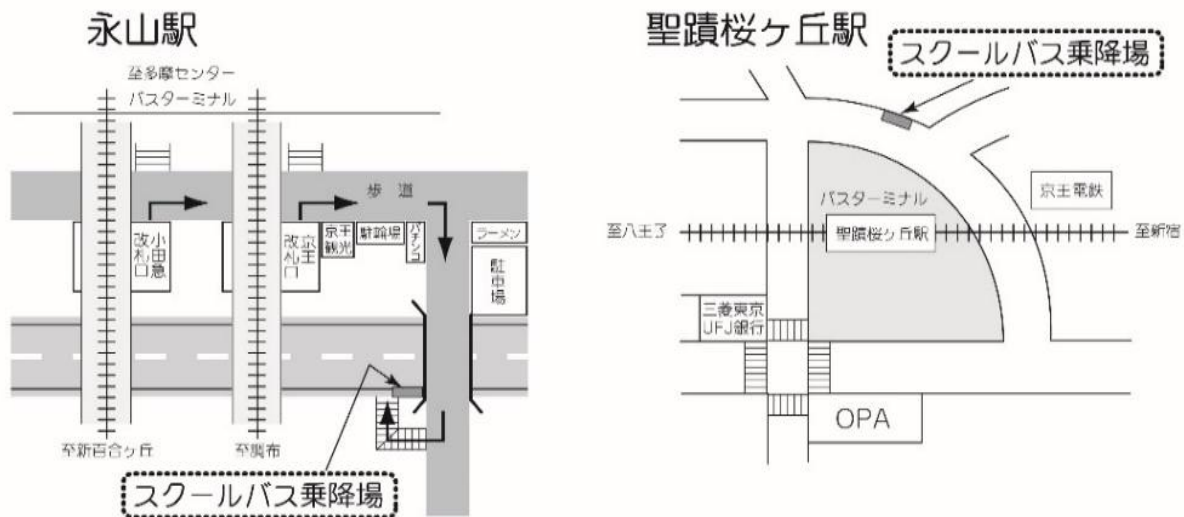 永山駅
至多摩センター
バスターミナル
歩道
小田急
改札口
京王
改札口
京王
観光
駐輪場
パチンコ
ラーメン
駐車場
至新百合ヶ丘
至調布
スクールバス乗降場
聖蹟桜ヶ丘駅
スクールバス乗降場
京王電鉄
バスターミナル
至八王子
聖蹟桜ヶ丘駅
至新宿
三菱東京
UFJ銀行
OPA